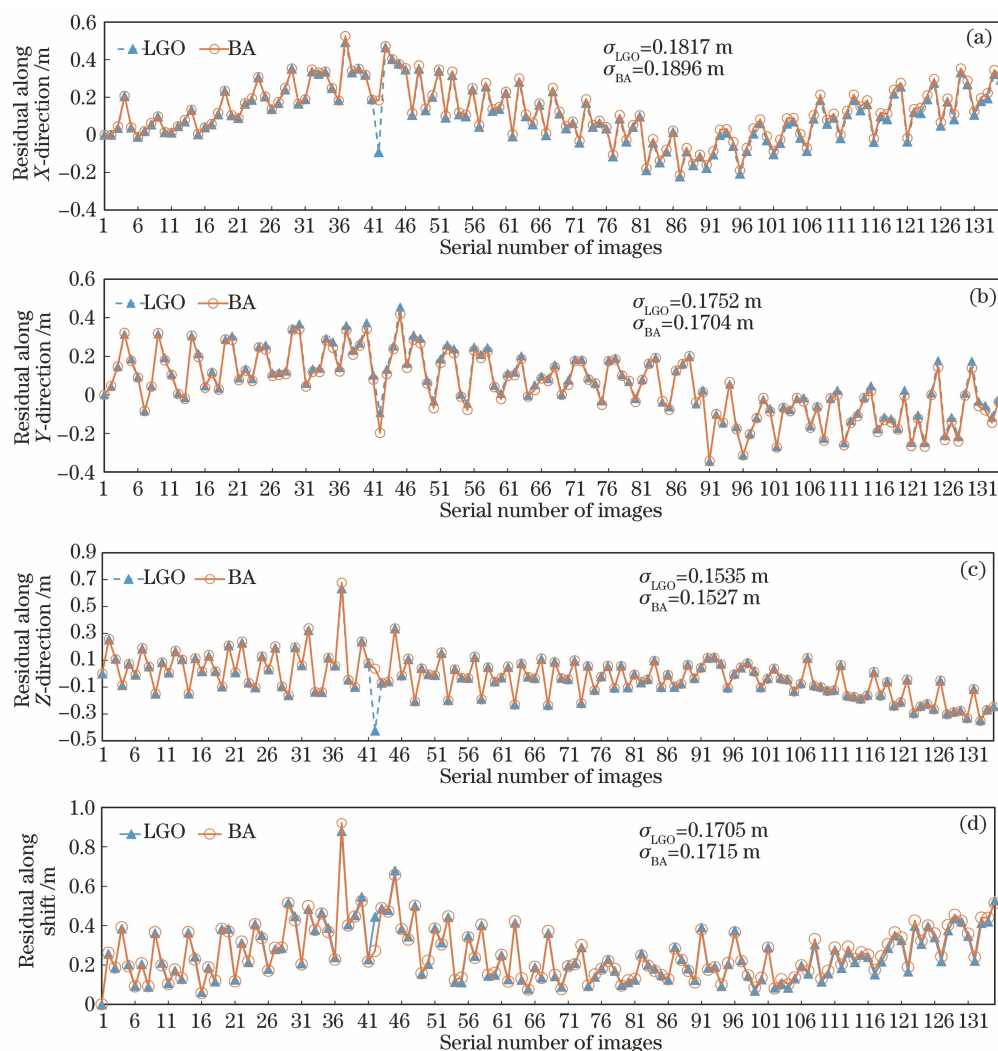 (a)
LGO BA
σLGO=0.1817 m
σBA=0.1896 m
Residual along
X-direction /m
0.6
0.4
0.2
0
−0.2
−0.4
1 6 11 16 21 26 31 36 41 46 51 56 61 66 71 76 81 86 91 96 101 106 111 116 121 126 131
Serial number of images
(b)
LGO BA
σLGO=0.1752 m
σBA=0.1704 m
Residual along
Y-direction /m
0.6
0.4
0.2
0
−0.2
−0.4
1 6 11 16 21 26 31 36 41 46 51 56 61 66 71 76 81 86 91 96 101 106 111 116 121 126 131
Serial number of images
(c)
LGO BA
σLGO=0.1535 m
σBA=0.1527 m
Residual along
Z-direction /m
0.9
0.7
0.3
0.1
−0.1
−0.3
−0.5
1 6 11 16 21 26 31 36 41 46 51 56 61 66 71 76 81 86 91 96 101 106 111 116 121 126 131
Serial number of images
(d)
LGO BA
σLGO=0.1705 m
σBA=0.1715 m
Residual along
shift /m
1.0
0.8
0.6
0.4
0.2
0
1 6 11 16 21 26 31 36 41 46 51 56 61 66 71 76 81 86 91 96 101 106 111 116 121 126 131
Serial number of images